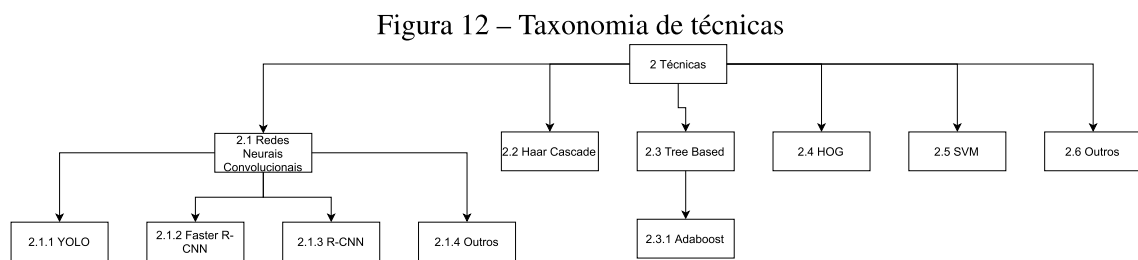 Figura 12 – Taxonomia de técnicas
2 Técnicas
2.1 Redes
Neurais
Convolucionais
2.2 Haar Cascade
2.3 Tree Based
2.4 HOG
2.5 SVM
2.6 Outros
2.1.1 YOLO
2.1.2 Faster R-
CNN
2.1.3 R-CNN
2.1.4 Outros
2.3.1 Adaboost